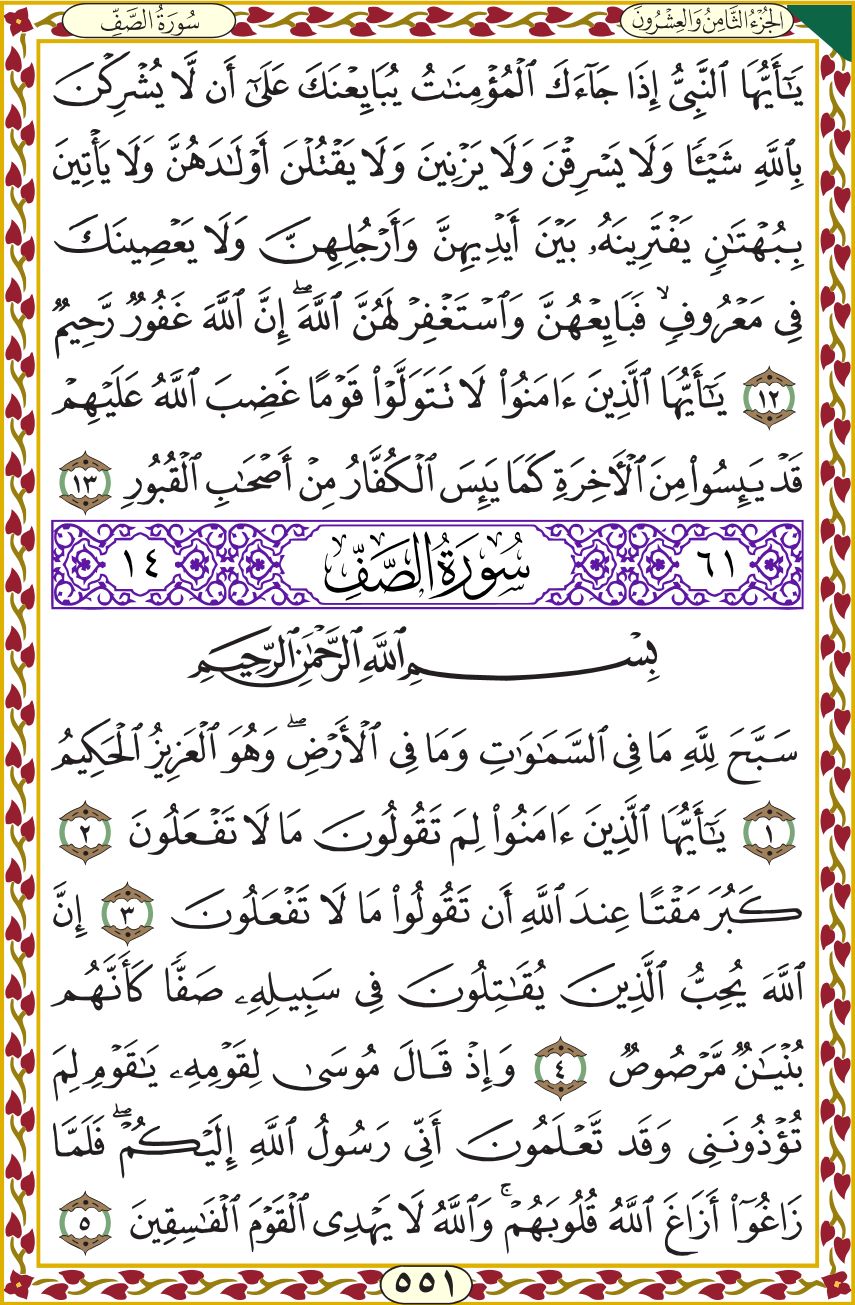 الجُزْءُ الثَّامِنُ وَالعِشْرُونَ
سُورَةُ الصَّفِّ
يَـٰٓأَيُّهَا ٱلنَّبِىُّ إِذَا جَآءَكَ ٱلْمُؤْمِنَـٰتُ يُبَايِعْنَكَ عَلَىٰٓ أَن لَّا يُشْرِكْنَ
بِٱللَّهِ شَيْـًٔا وَلَا يَسْرِقْنَ وَلَا يَزْنِينَ وَلَا يَقْتُلْنَ أَوْلَـٰدَهُنَّ وَلَا يَأْتِينَ
بِبُهْتَـٰنٍ يَفْتَرِينَهُۥ بَيْنَ أَيْدِيهِنَّ وَأَرْجُلِهِنَّ وَلَا يَعْصِينَكَ
فِى مَعْرُوفٍ ۙ فَبَايِعْهُنَّ وَٱسْتَغْفِرْ لَهُنَّ ٱللَّهَ ۖ إِنَّ ٱللَّهَ غَفُورٌ رَّحِيمٌ
١٢ يَـٰٓأَيُّهَا ٱلَّذِينَ ءَامَنُوا۟ لَا تَتَوَلَّوْا۟ قَوْمًا غَضِبَ ٱللَّهُ عَلَيْهِمْ
قَدْ يَئِسُوا۟ مِنَ ٱلْـَٔاخِرَةِ كَمَا يَئِسَ ٱلْكُفَّارُ مِنْ أَصْحَـٰبِ ٱلْقُبُورِ ١٣
٦١ سُورَةُ الصَّفِّ ١٤
بِسْمِ ٱللَّهِ ٱلرَّحْمَـٰنِ ٱلرَّحِيمِ
سَبَّحَ لِلَّهِ مَا فِى ٱلسَّمَـٰوَٰتِ وَمَا فِى ٱلْأَرْضِ ۖ وَهُوَ ٱلْعَزِيزُ ٱلْحَكِيمُ
١ يَـٰٓأَيُّهَا ٱلَّذِينَ ءَامَنُوا۟ لِمَ تَقُولُونَ مَا لَا تَفْعَلُونَ ٢
كَبُرَ مَقْتًا عِندَ ٱللَّهِ أَن تَقُولُوا۟ مَا لَا تَفْعَلُونَ ٣ إِنَّ
ٱللَّهَ يُحِبُّ ٱلَّذِينَ يُقَـٰتِلُونَ فِى سَبِيلِهِۦ صَفًّا كَأَنَّهُم
بُنْيَـٰنٌ مَّرْصُوصٌ ٤ وَإِذْ قَالَ مُوسَىٰ لِقَوْمِهِۦ يَـٰقَوْمِ لِمَ
تُؤْذُونَنِى وَقَد تَّعْلَمُونَ أَنِّى رَسُولُ ٱللَّهِ إِلَيْكُمْ ۖ فَلَمَّا
زَاغُوٓا۟ أَزَاغَ ٱللَّهُ قُلُوبَهُمْ ۚ وَٱللَّهُ لَا يَهْدِى ٱلْقَوْمَ ٱلْفَـٰسِقِينَ ٥
٥٥١